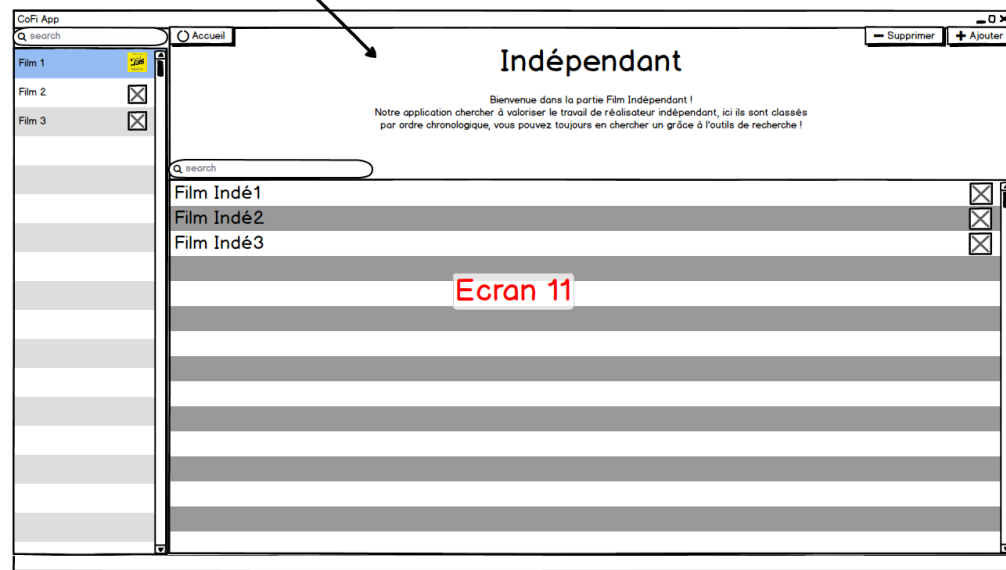 CoFi App
search
Accueil
Supprimer
Ajouter
Film 1
Film 2
Film 3
Indépendant
Bienvenue dans la partie Film Indépendant !
Notre application chercher à valoriser le travail de réalisateur indépendant, ici ils sont classés
par ordre chronologique, vous pouvez toujours en chercher un grâce à l'outils de recherche !
search
Film Indé1
Film Indé2
Film Indé3
Ecran 11